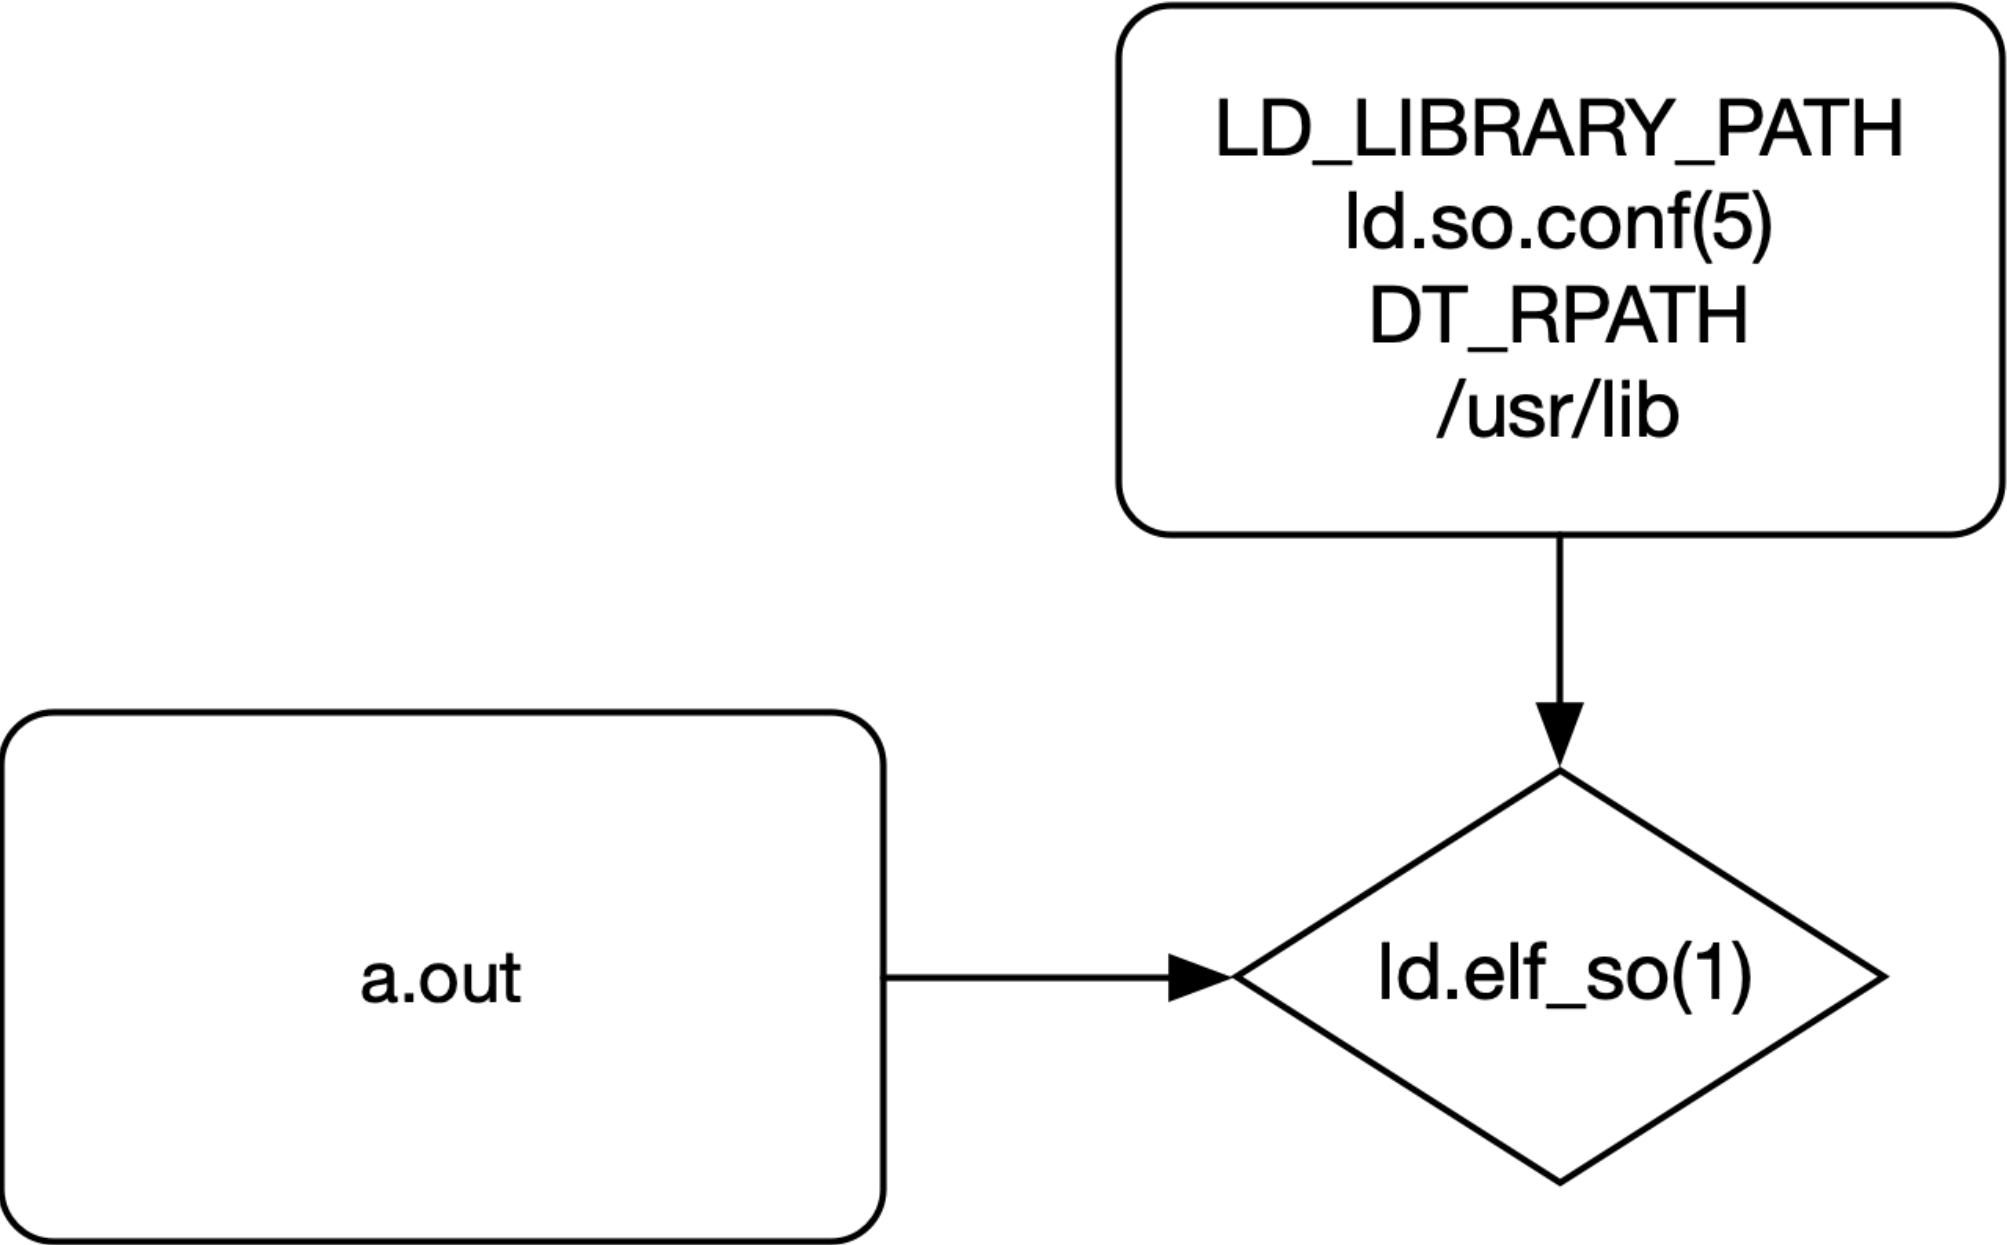 LD_LIBRARY_PATH
ld.so.conf(5)
DT_RPATH
/usr/lib
a.out
ld.elf_so(1)